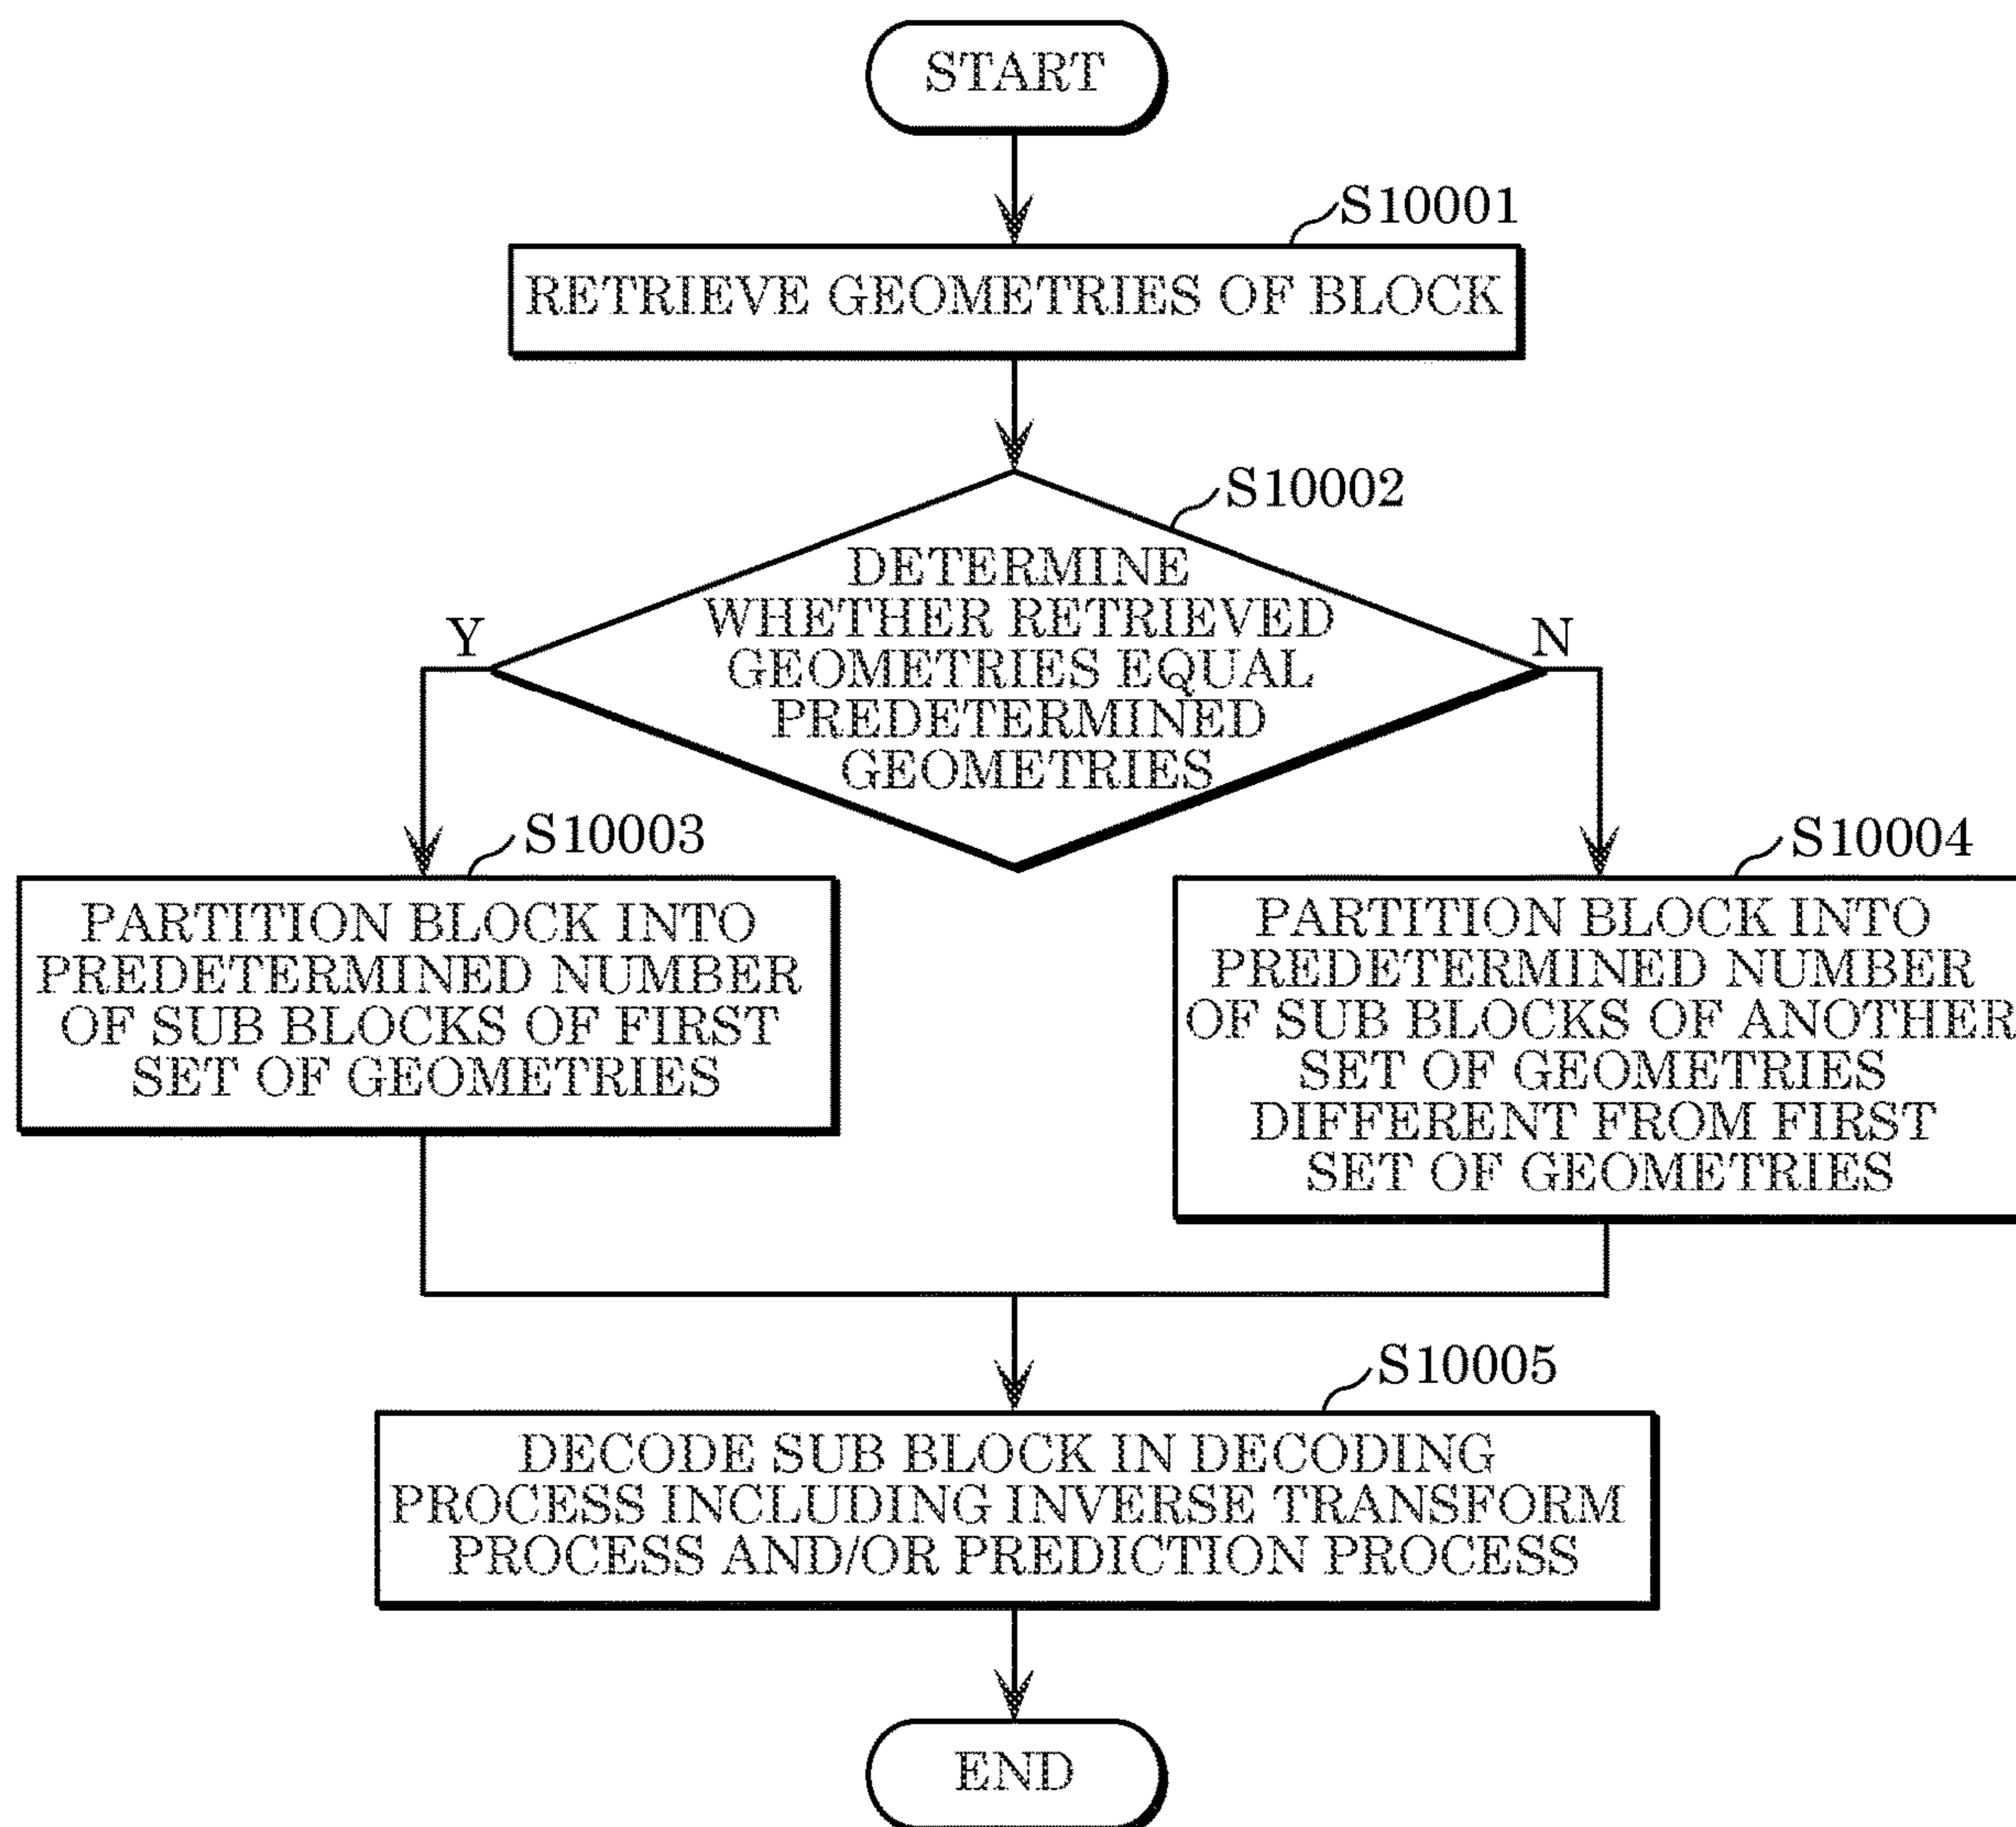 START
S10001
RETRIEVE GEOMETRIES OF BLOCK
S10002
DETERMINE
WHETHER RETRIEVED
GEOMETRIES EQUAL
PREDETERMINED
GEOMETRIES
Y
N
S10003
PARTITION BLOCK INTO
PREDETERMINED NUMBER
OF SUB BLOCKS OF FIRST
SET OF GEOMETRIES
S10004
PARTITION BLOCK INTO
PREDETERMINED NUMBER
OF SUB BLOCKS OF ANOTHER
SET OF GEOMETRIES
DIFFERENT FROM FIRST
SET OF GEOMETRIES
S10005
DECODE SUB BLOCK IN DECODING
PROCESS INCLUDING INVERSE TRANSFORM
PROCESS AND/OR PREDICTION PROCESS
END